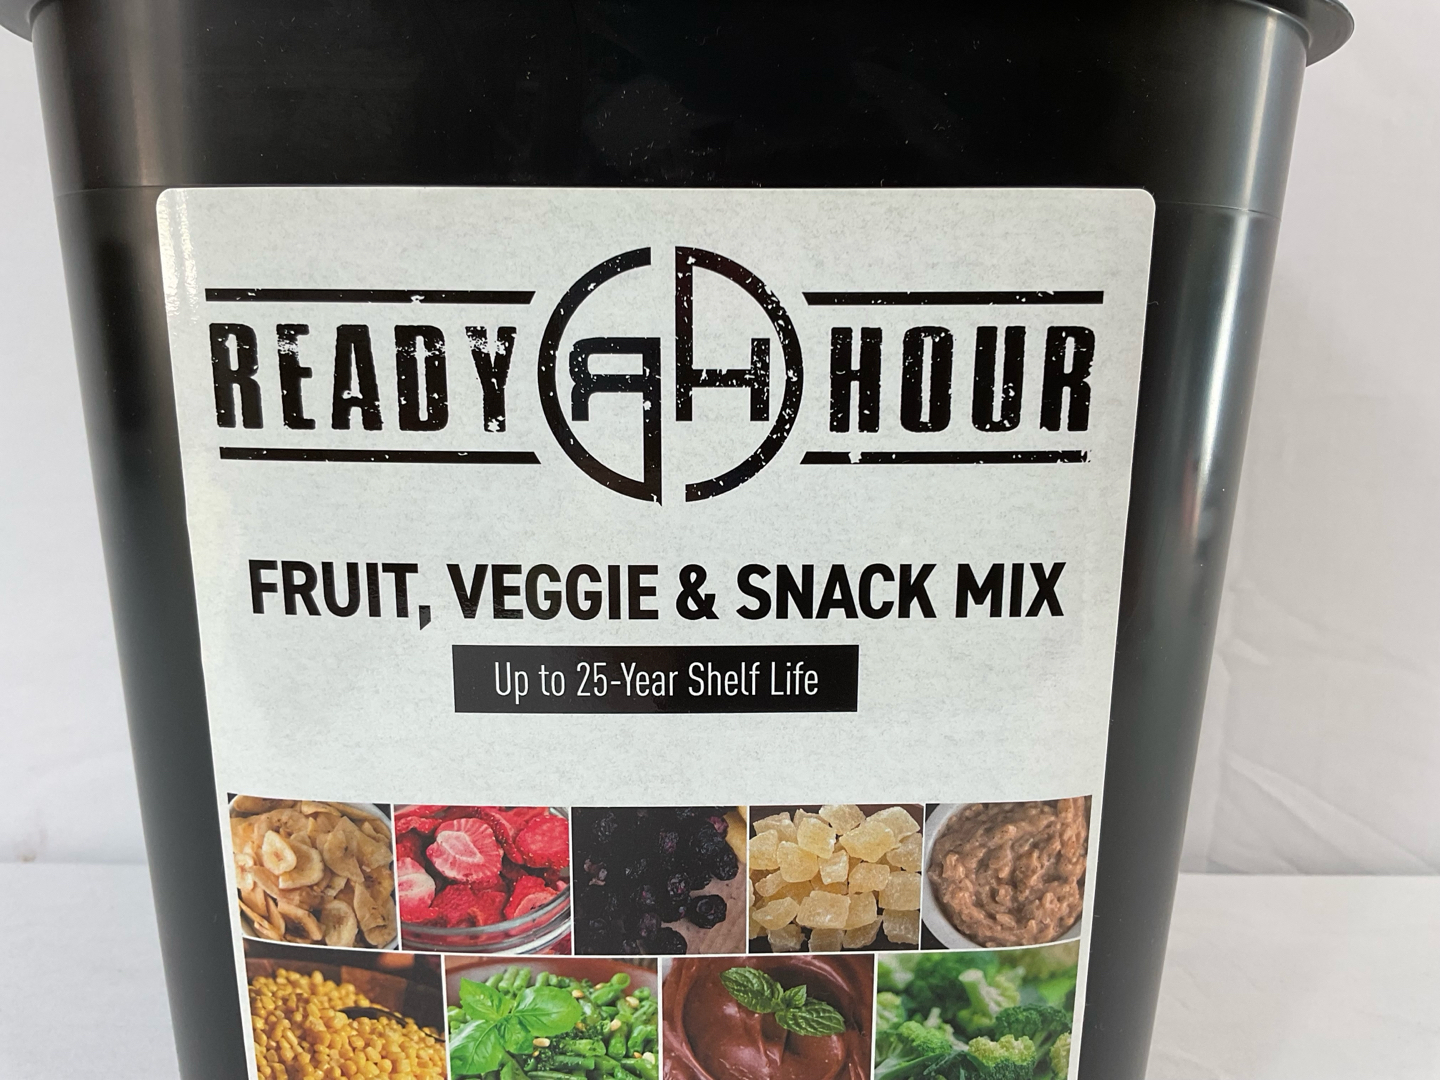 READY RH HOUR
FRUIT, VEGGIE & SNACK MIX
Up to 25-Year Shelf Life